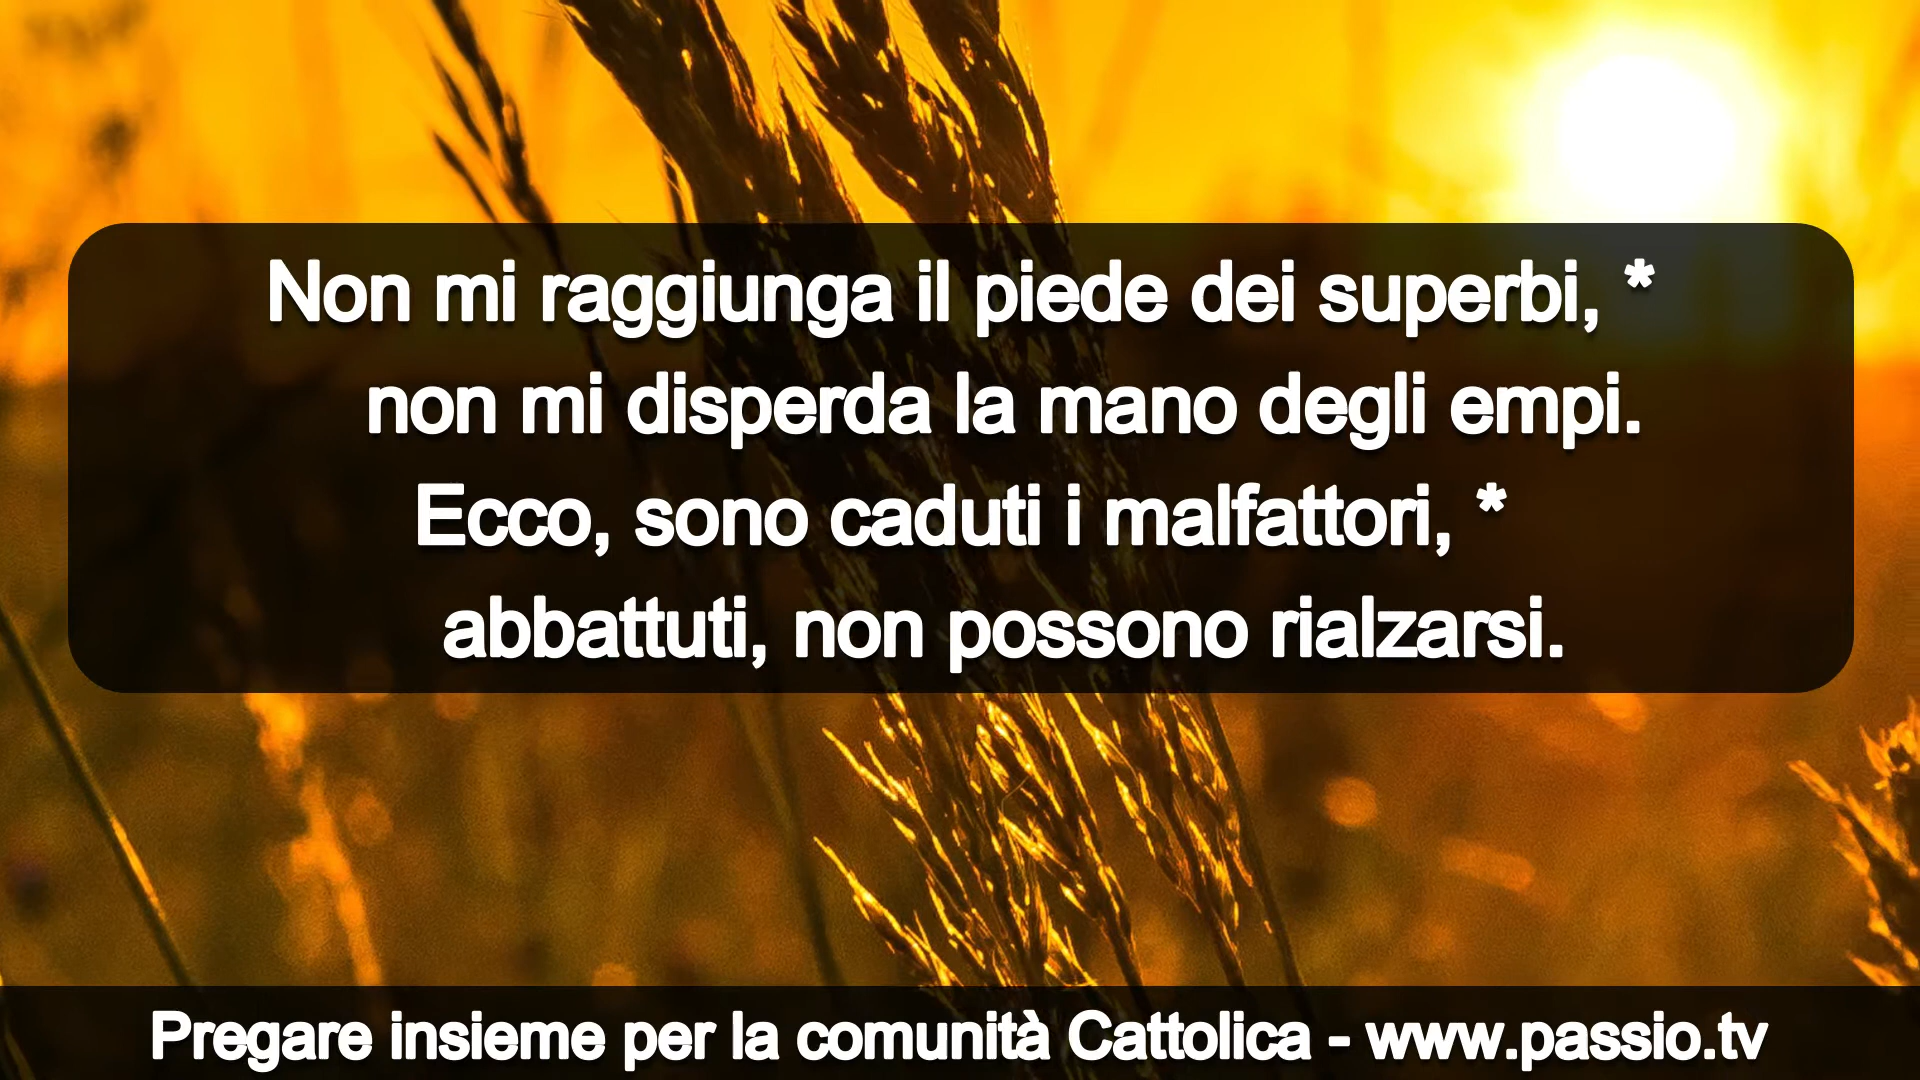 Non mi raggiunga il piede dei superbi, *
non mi disperda la mano degli empi.
Ecco, sono caduti i malfattori, *
abbattuti, non possono rialzarsi.
Pregare insieme per la comunità Cattolica - www.passio.tv